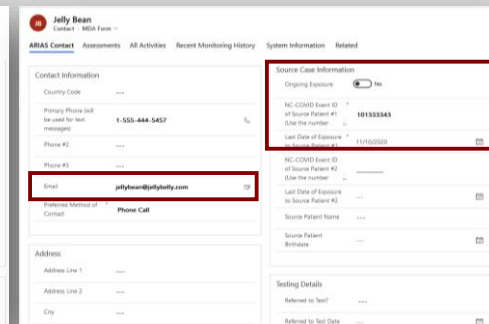 JB
Jelly Bean
Contact · MDA Form
ARIAS Contact Assessments All Activities Recent Monitoring History System Information Related
Contact Information
Country Code ---
Primary Phone (will
be used for text
messages)
1-555-444-5457
Phone #2 ---
Phone #3 ---
Email jellybean@jellybelly.com
Preferred Method of
Contact
* Phone Call
Address
Address Line 1 ---
Address Line 2 ---
City ---
Source Case Information
Ongoing Exposure No
NC-COVID Event ID
of Source Patient #1
(Use the number ...
* 101333343
Last Date of Exposure
to Source Patient #1
* 11/10/2020
NC-COVID Event ID
of Source Patient #2
(Use the number ...
Last Date of Exposure
to Source Patient #2
---
Source Patient Name ---
Source Patient
Birthdate
---
Testing Details
Referred to Test? ---
Referred to Test Date ---